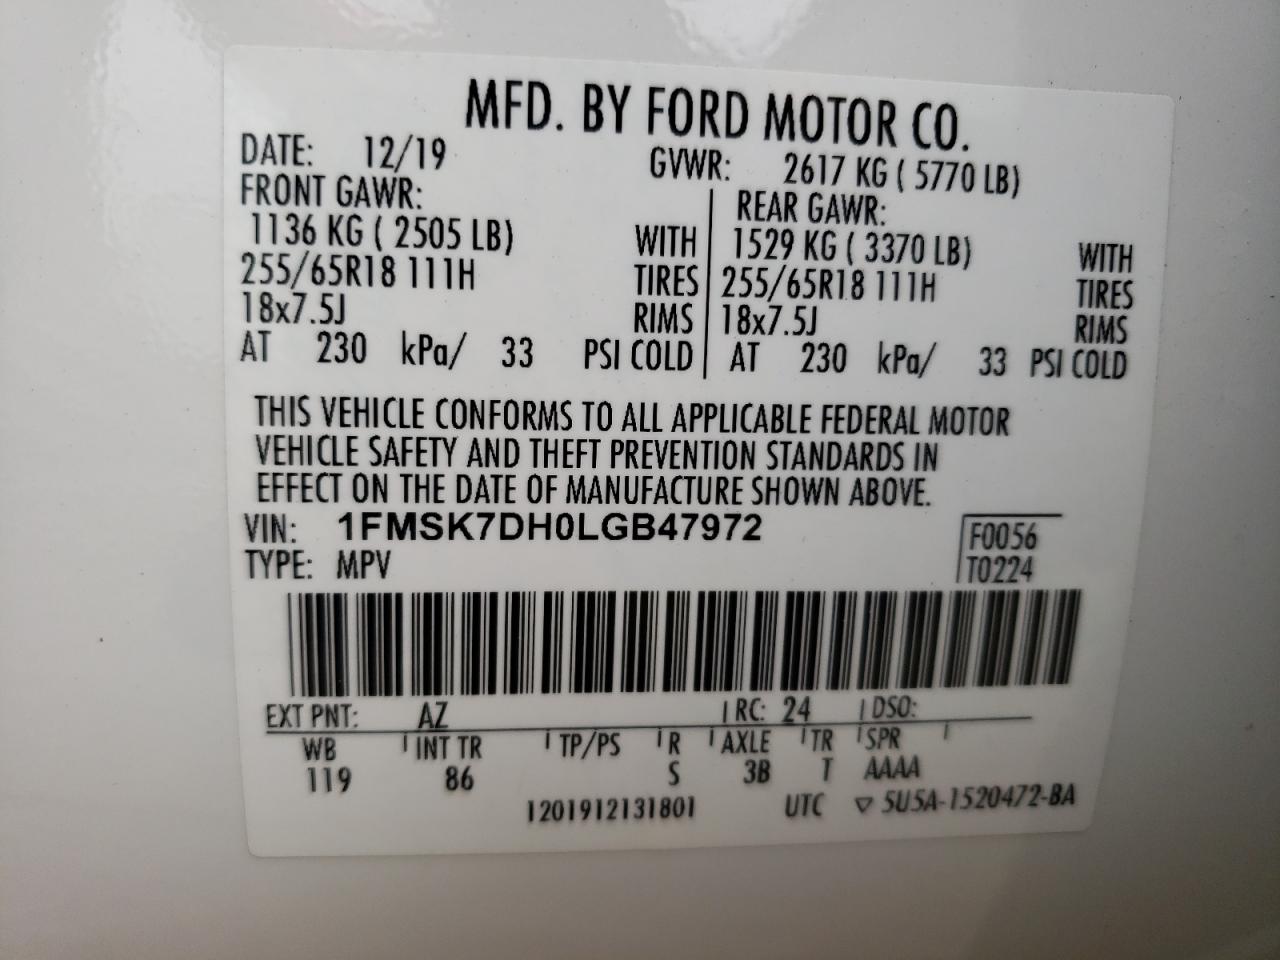 MFD. BY FORD MOTOR CO.
DATE: 12/19 GVWR: 2617 KG ( 5770 LB)
FRONT GAWR: REAR GAWR:
1136 KG ( 2505 LB) WITH 1529 KG ( 3370 LB) WITH
255/65R18 111H TIRES 255/65R18 111H TIRES
18x7.5J RIMS 18x7.5J RIMS
AT 230 kPa/ 33 PSI COLD AT 230 kPa/ 33 PSI COLD
THIS VEHICLE CONFORMS TO ALL APPLICABLE FEDERAL MOTOR
VEHICLE SAFETY AND THEFT PREVENTION STANDARDS IN
EFFECT ON THE DATE OF MANUFACTURE SHOWN ABOVE.
VIN: 1FMSK7DH0LGB47972 F0056
TYPE: MPV T0224
EXT PNT: AZ RC: 24 DSO:
WB INT TR TP/PS R AXLE TR SPR
119 86 S 3B T AAAA
1201912131801 UTC ▽ 5U5A-1520472-BA